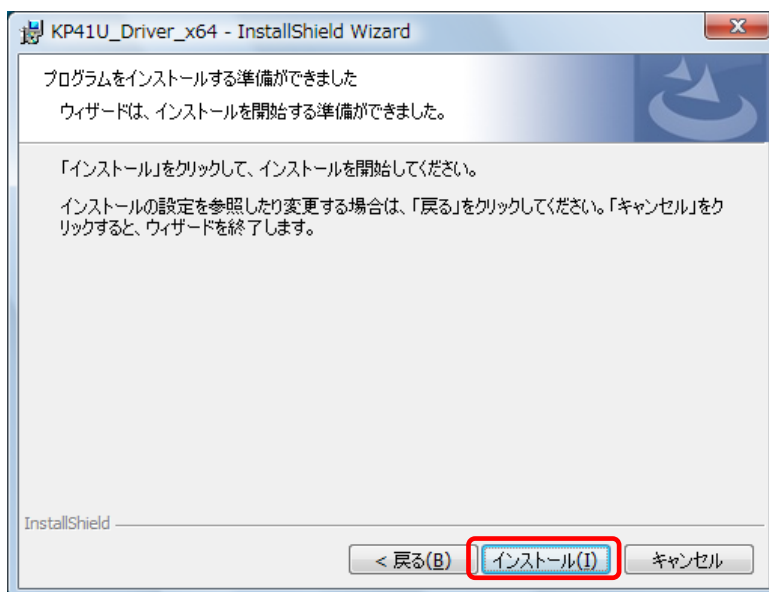 KP41U_Driver_x64 - InstallShield Wizard
プログラムをインストールする準備ができました
ウィザードは、インストールを開始する準備ができました。
「インストール」をクリックして、インストールを開始してください。
インストールの設定を参照したり変更する場合は、「戻る」をクリックしてください。「キャンセル」をク
リックすると、ウィザードを終了します。
InstallShield
< 戻る(B) インストール(I) キャンセル